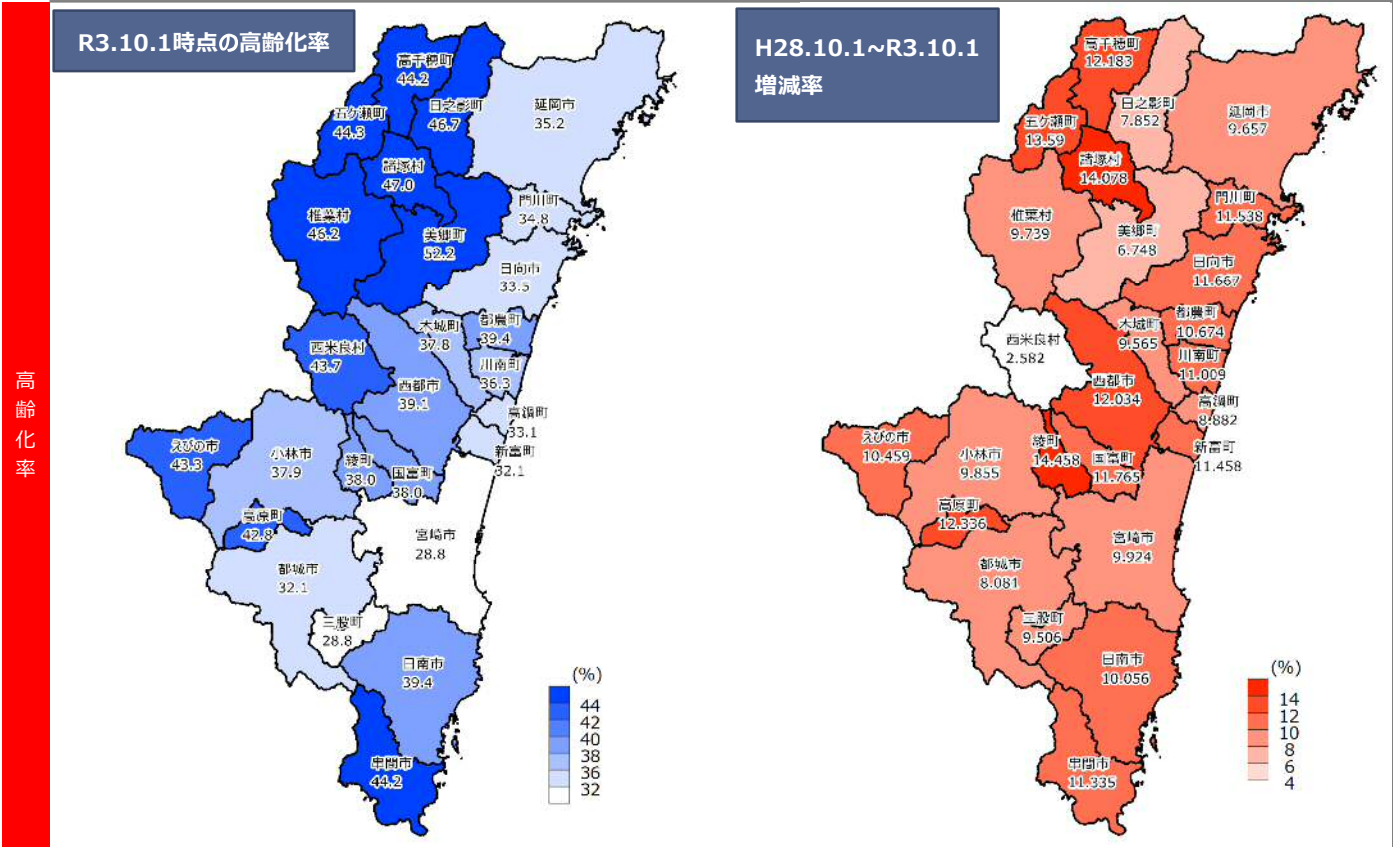 高齢化率
R3.10.1時点の高齢化率
高千穂町
44.2
日之影町
46.7
延岡市
35.2
五ケ瀬町
44.3
諸塚村
47.0
門川町
34.8
椎葉村
46.2
美郷町
52.2
日向市
33.5
木城町
37.8
都農町
39.4
西米良村
43.7
川南町
36.3
西都市
39.1
高鍋町
33.1
えびの市
43.3
小林市
37.9
綾町
38.0
国富町
38.0
新富町
32.1
高原町
42.8
宮崎市
28.8
都城市
32.1
三股町
28.8
日南市
39.4
串間市
44.2
(%)
44
42
40
38
36
32
H28.10.1~R3.10.1
増減率
高千穂町
12.183
日之影町
7.852
延岡市
9.657
五ケ瀬町
13.59
諸塚村
14.078
門川町
11.538
椎葉村
9.739
美郷町
6.748
日向市
11.667
木城町
9.565
都農町
10.674
西米良村
2.582
川南町
11.009
西都市
12.034
高鍋町
8.882
えびの市
10.459
小林市
9.855
綾町
14.458
国富町
11.765
新富町
11.458
高原町
12.336
宮崎市
9.924
都城市
8.081
三股町
9.506
日南市
10.056
串間市
11.335
(%)
14
12
10
8
6
4